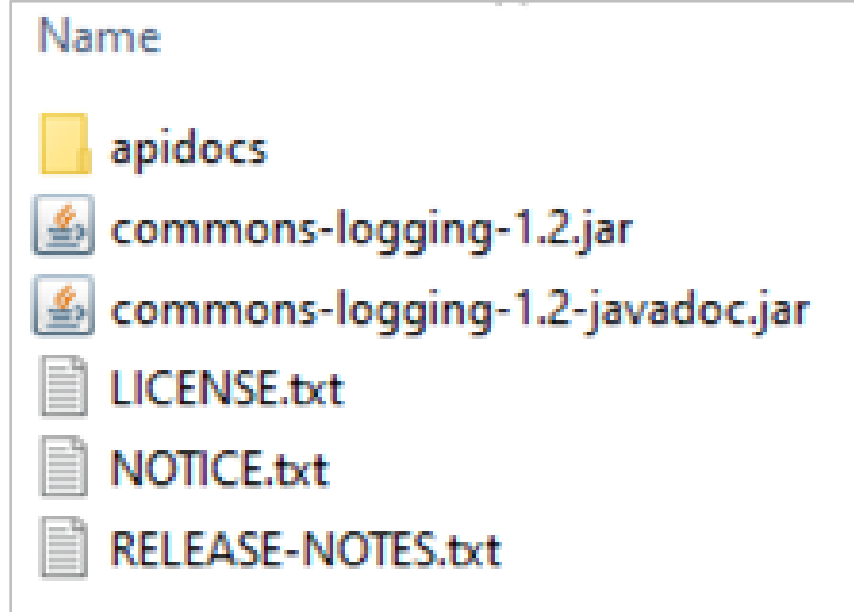 Name
apidocs
commons-logging-1.2.jar
commons-logging-1.2-javadoc.jar
LICENSE.txt
NOTICE.txt
RELEASE-NOTES.txt